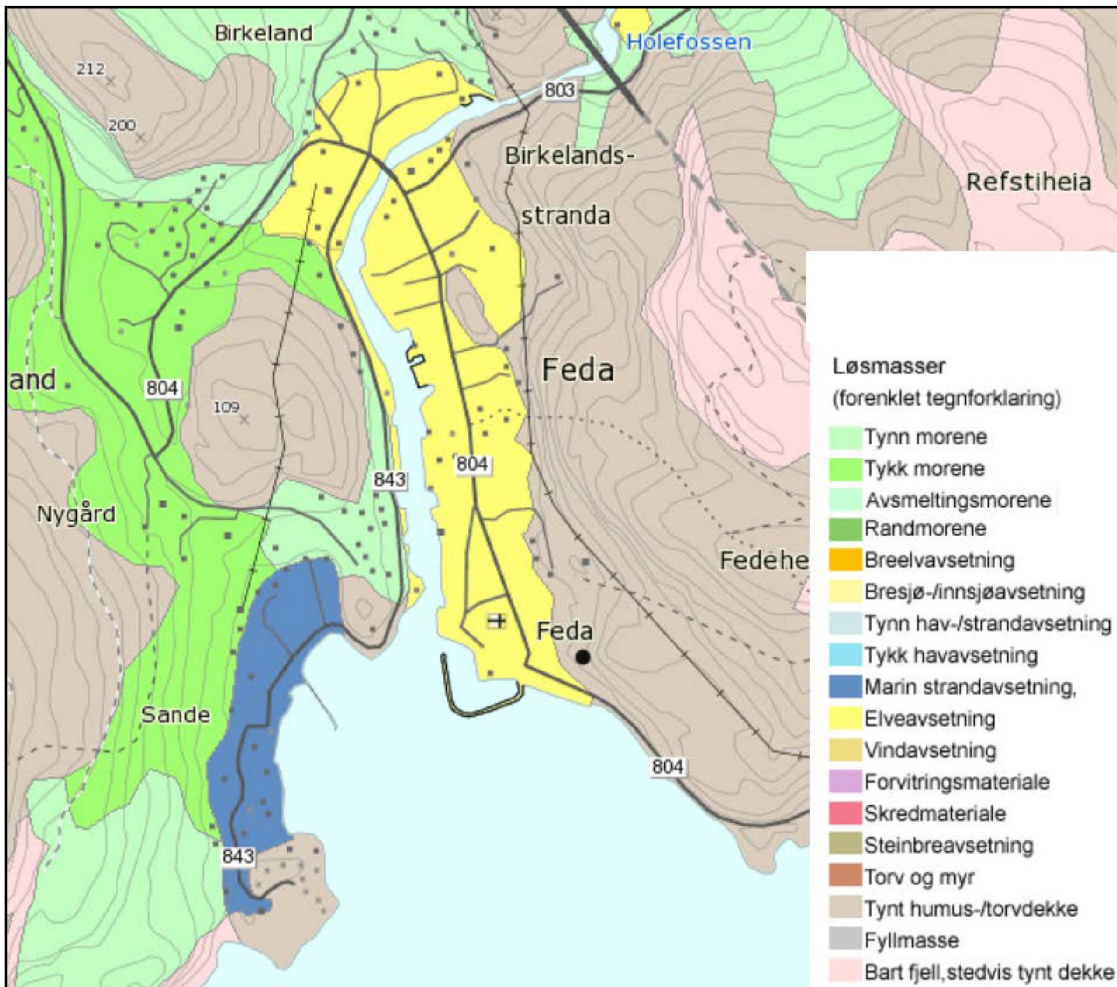 Birkeland
Holefossen
212
803
200
Birkelands-
stranda
Refstiheia
and
Feda
804
109
804
843
Nygård
Fedehe
Feda
Sande
804
843
Løsmasser
(forenklet tegnforklaring)
Tynn morene
Tykk morene
Avsmeltingsmorene
Randmorene
Breelvavsetning
Bresjø-/innsjøavsetning
Tynn hav-/strandavsetning
Tykk havavsetning
Marin strandavsetning,
Elveavsetning
Vindavsetning
Forvitringsmateriale
Skredmateriale
Steinbreavsetning
Torv og myr
Tynt humus-/torvdekke
Fyllmasse
Bart fjell,stedvis tynt dekke